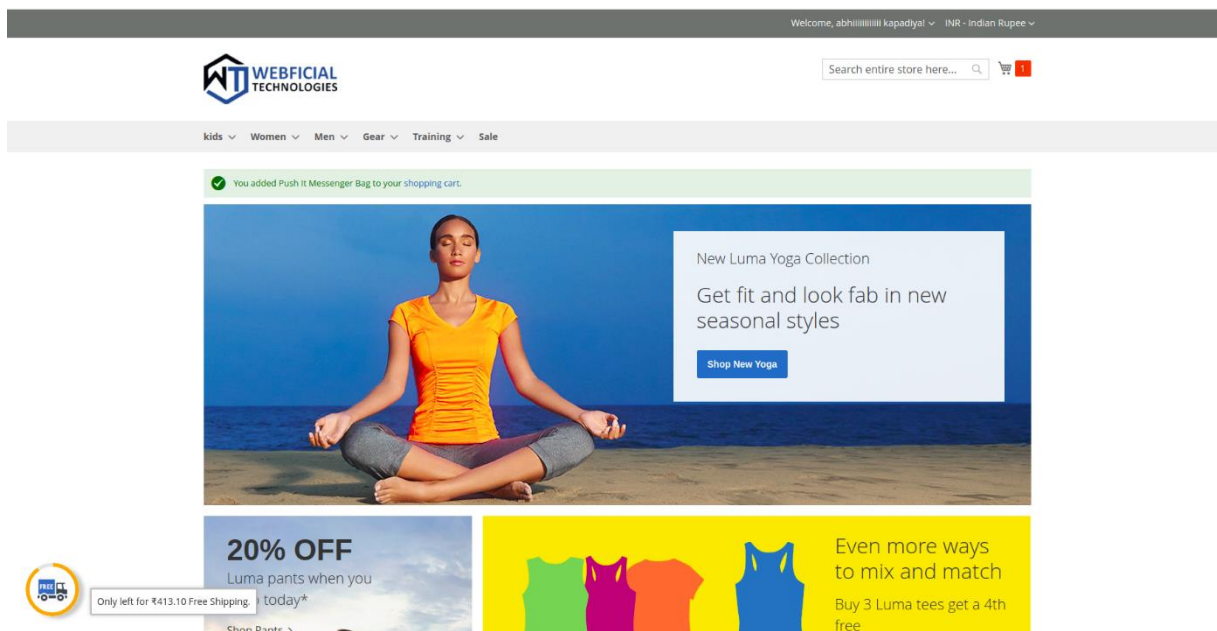 Welcome, abhiiiiiiiiiii kapadiya! INR - Indian Rupee
WEBFICIAL
TECHNOLOGIES
Search entire store here...
1
kids Women Men Gear Training Sale
You added Push It Messenger Bag to your shopping cart.
New Luma Yoga Collection
Get fit and look fab in new
seasonal styles
Shop New Yoga
20% OFF
Luma pants when you
today*
Shop Pants >
Even more ways
to mix and match
Buy 3 Luma tees get a 4th
free
FREE
Only left for ₹413.10 Free Shipping.